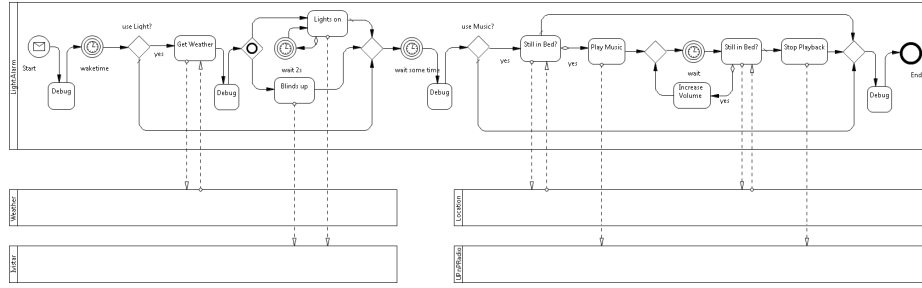 LightAlarm
Start
Debug
waketime
use Light?
yes
Get Weather
Debug
Lights on
wait 2s
Blinds up
wait some time
Debug
use Music?
yes
Still in Bed?
yes
Play Music
wait
Increase
Volume
Still in Bed?
yes
Stop Playback
Debug
End
Weather
Location
UPnPRadio